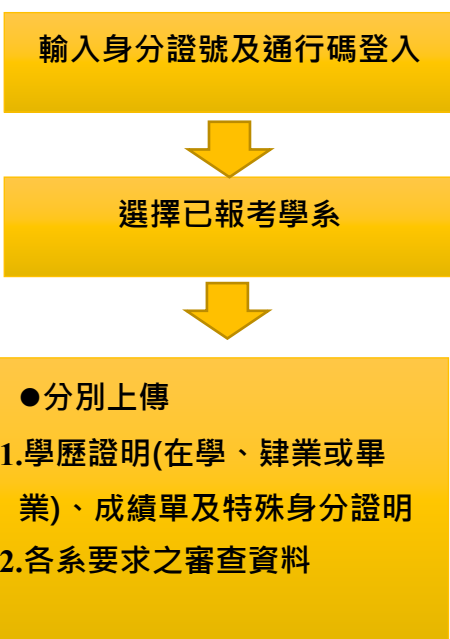 輸入身分證號及通行碼登入
選擇已報考學系
●分別上傳
1.學歷證明(在學、肄業或畢
業)、成績單及特殊身分證明
2.各系要求之審查資料